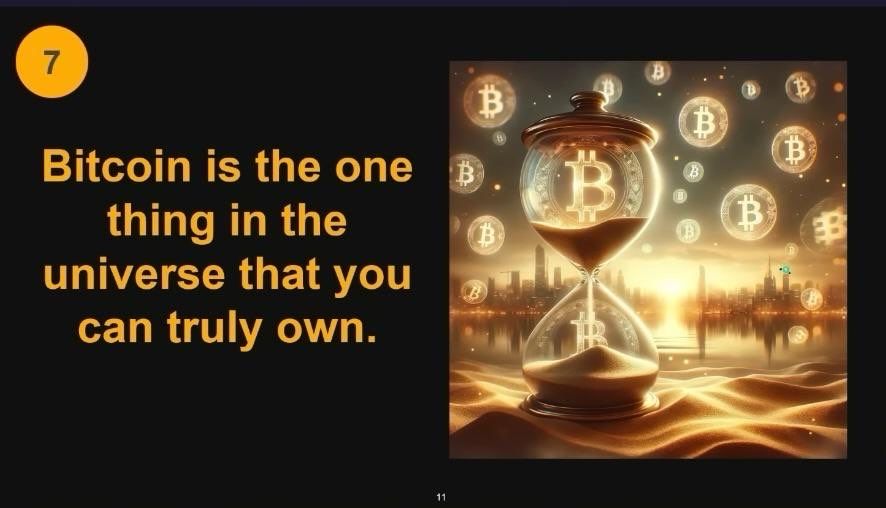 7
Bitcoin is the one
thing in the
universe that you
can truly own.
11